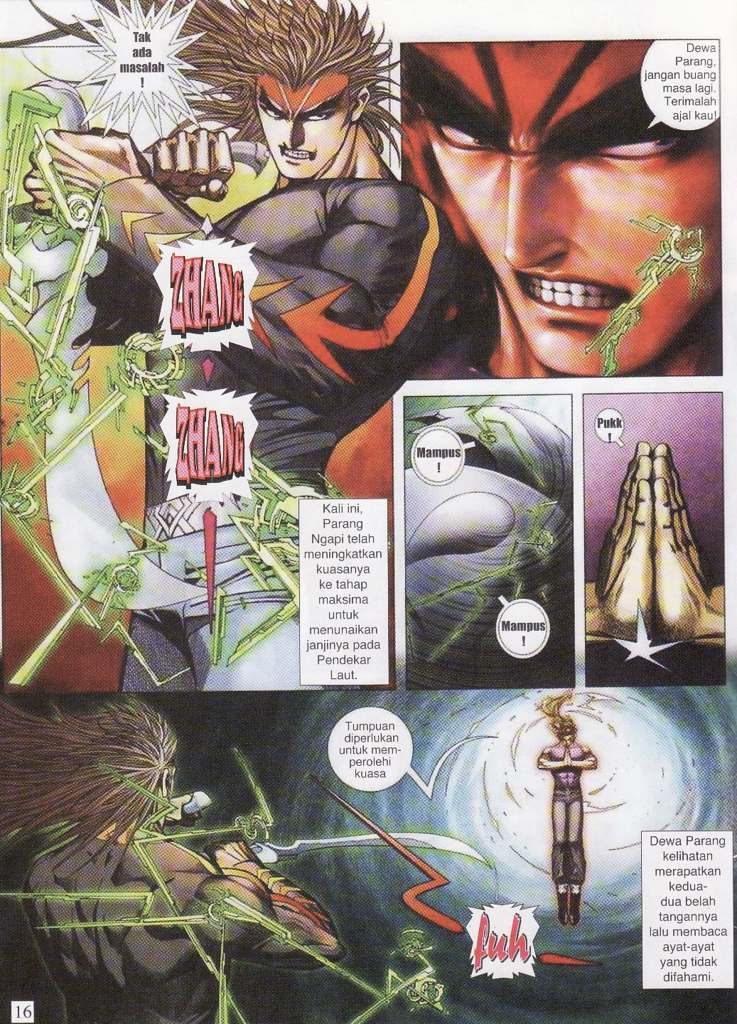 Tak
ada
masalah
!
Dewa
Parang,
jangan buang
masa lagi.
Terimalah
ajal kau!
ZHANG
ZHANG
Kali ini,
Parang
Ngapi telah
meningkatkan
kuasanya
ke tahap
maksima
untuk
menunaikan
janjinya pada
Pendekar
Laut.
Mampus
!
Mampus
!
Pukk
!
Tumpuan
diperlukan
untuk mem-
perolehi
kuasa
fuh
Dewa Parang
kelihatan
merapatkan
kedua-
dua belah
tangannya
lalu membaca
ayat-ayat
yang tidak
difahami.
16